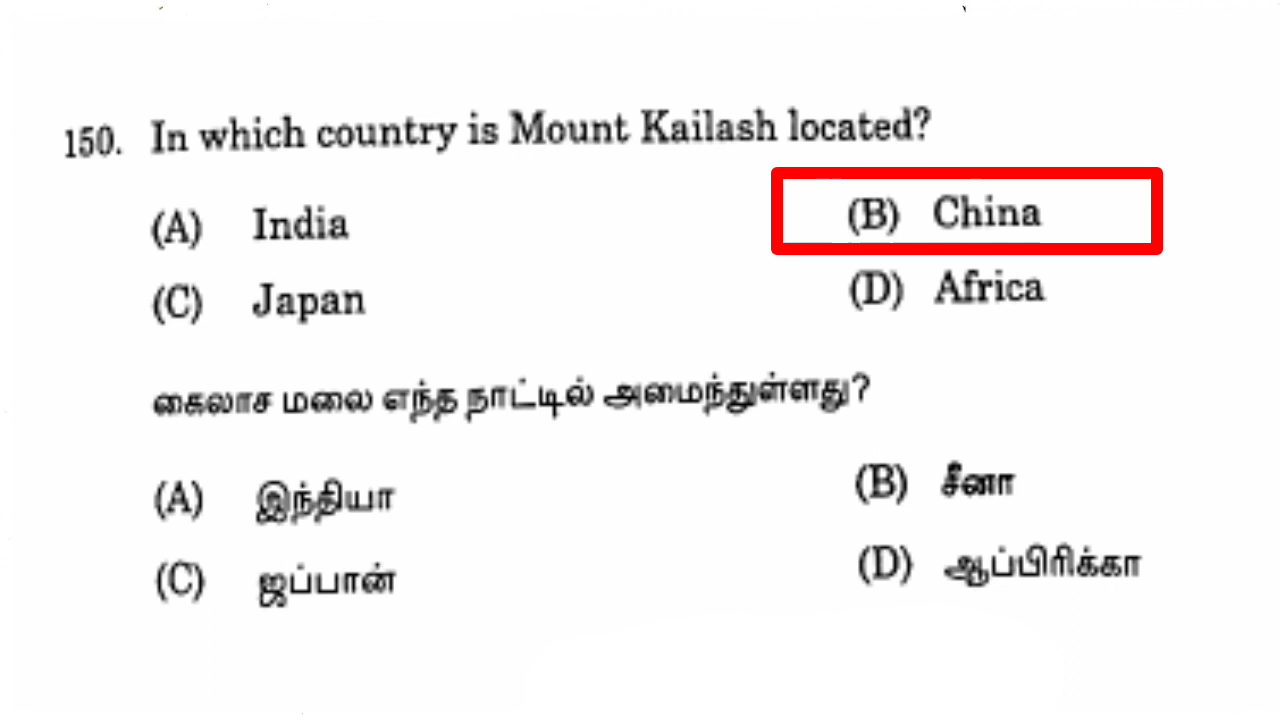 150. In which country is Mount Kailash located?
(A) India (B) China
(C) Japan (D) Africa
கைலாச மலை எந்த நாட்டில் அமைந்துள்ளது?
(A) இந்தியா (B) சீனா
(C) ஜப்பான் (D) ஆப்பிரிக்கா